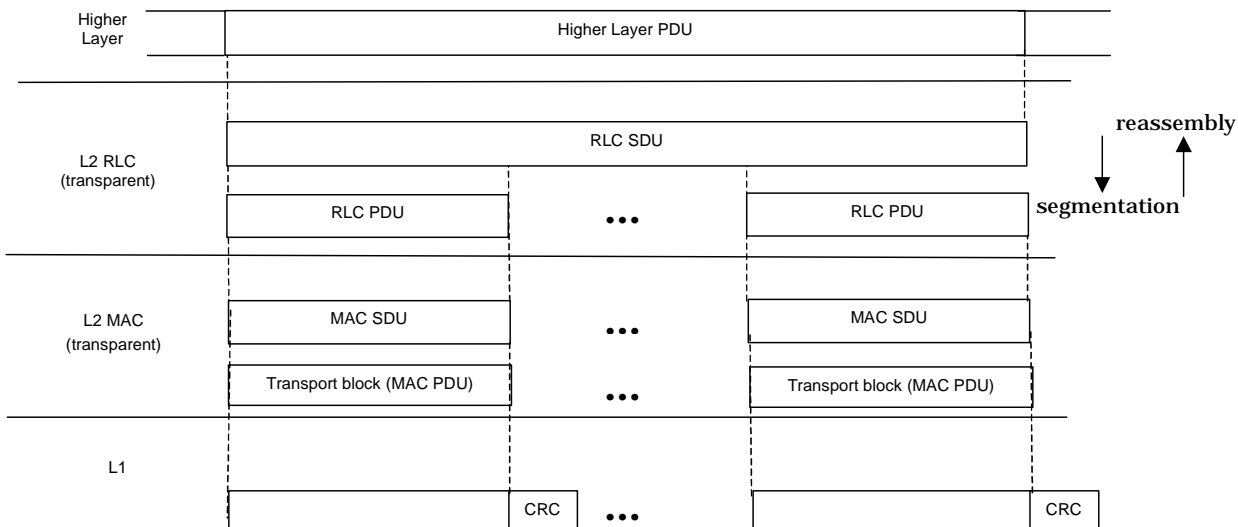 Higher
Layer
Higher Layer PDU
RLC SDU
reassembly
L2 RLC
(transparent)
RLC PDU
•••
RLC PDU
segmentation
L2 MAC
(transparent)
MAC SDU
•••
MAC SDU
Transport block (MAC PDU)
•••
Transport block (MAC PDU)
L1
CRC
•••
CRC